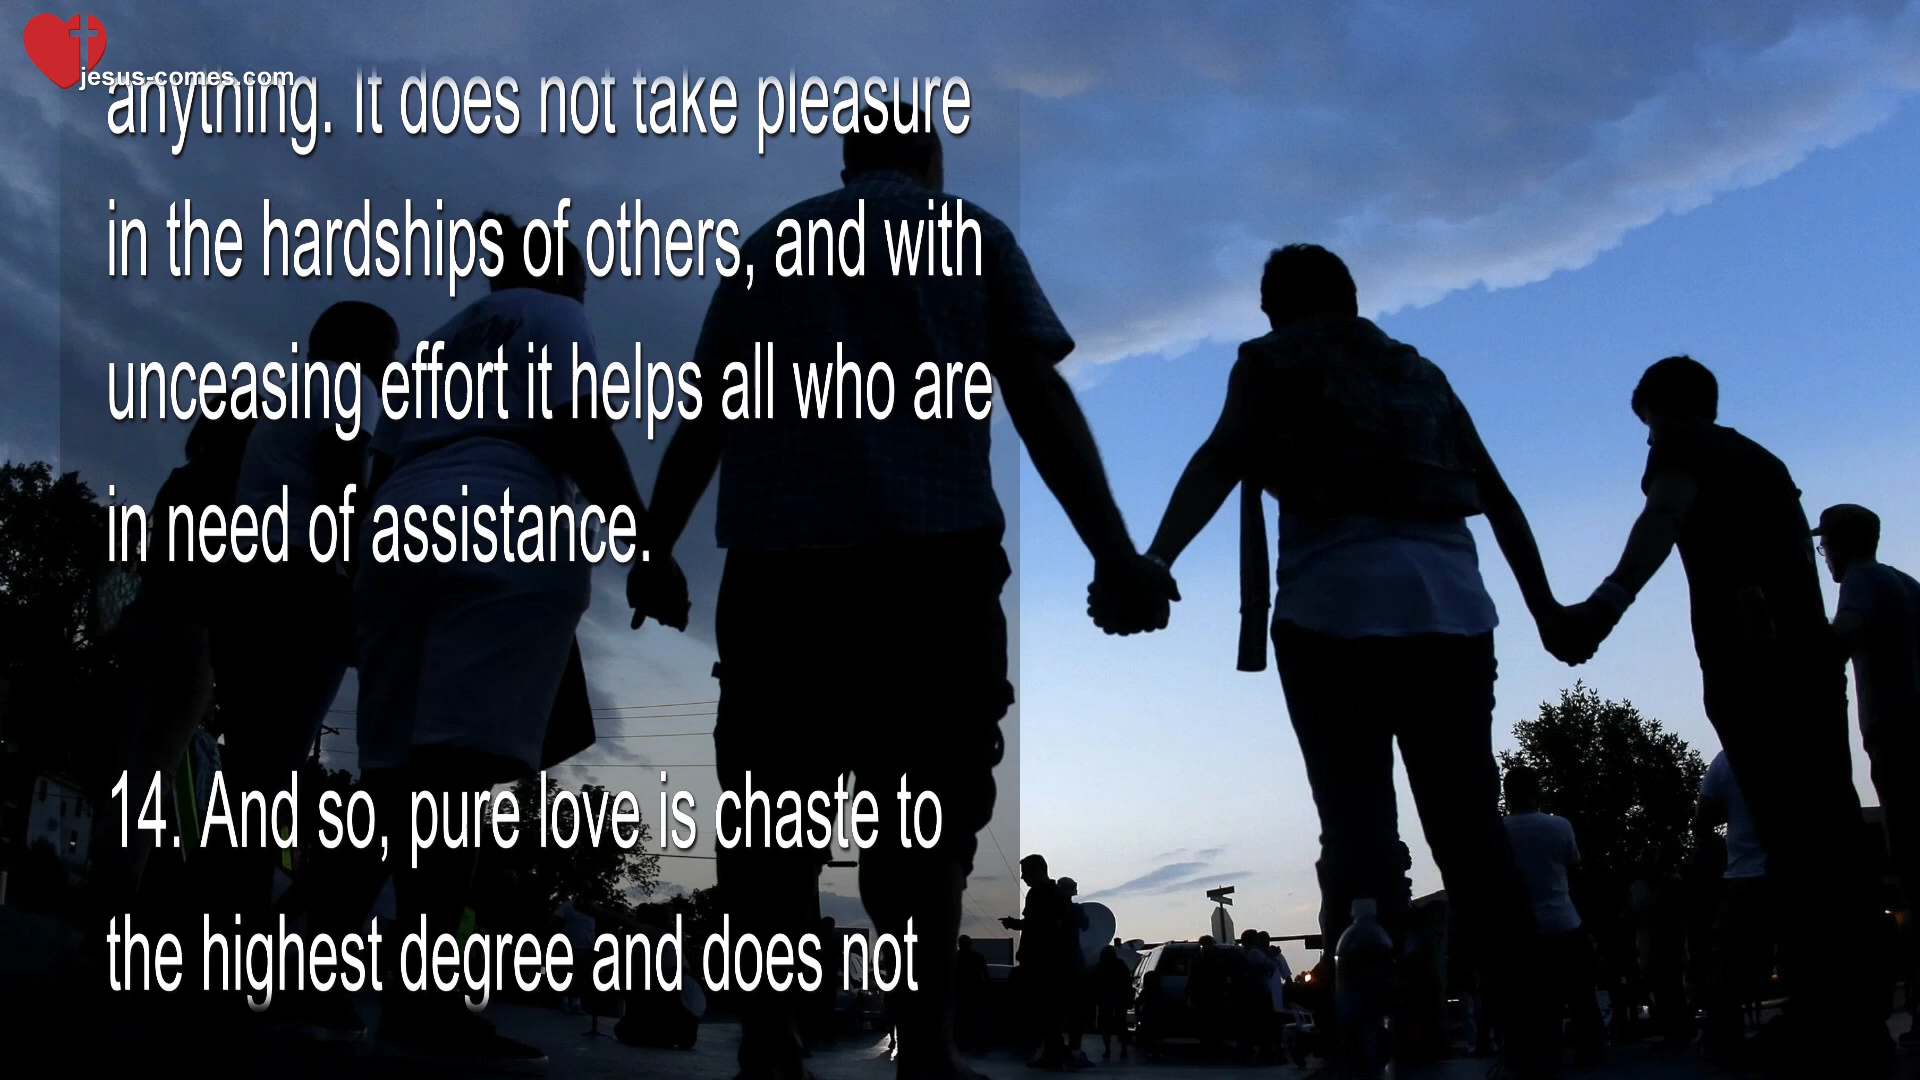 jesus-comes.com
anything. It does not take pleasure
in the hardships of others, and with
unceasing effort it helps all who are
in need of assistance.
14. And so, pure love is chaste to
the highest degree and does not